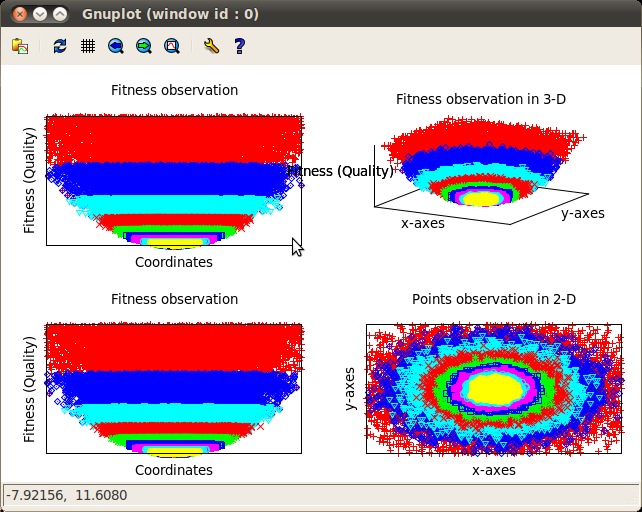 Gnuplot (window id : 0)
Fitness observation
Fitness (Quality)
Coordinates
Fitness observation in 3-D
Fitness (Quality)
x-axes
y-axes
Fitness observation
Fitness (Quality)
Coordinates
Points observation in 2-D
y-axes
x-axes
-7.92156, 11.6080